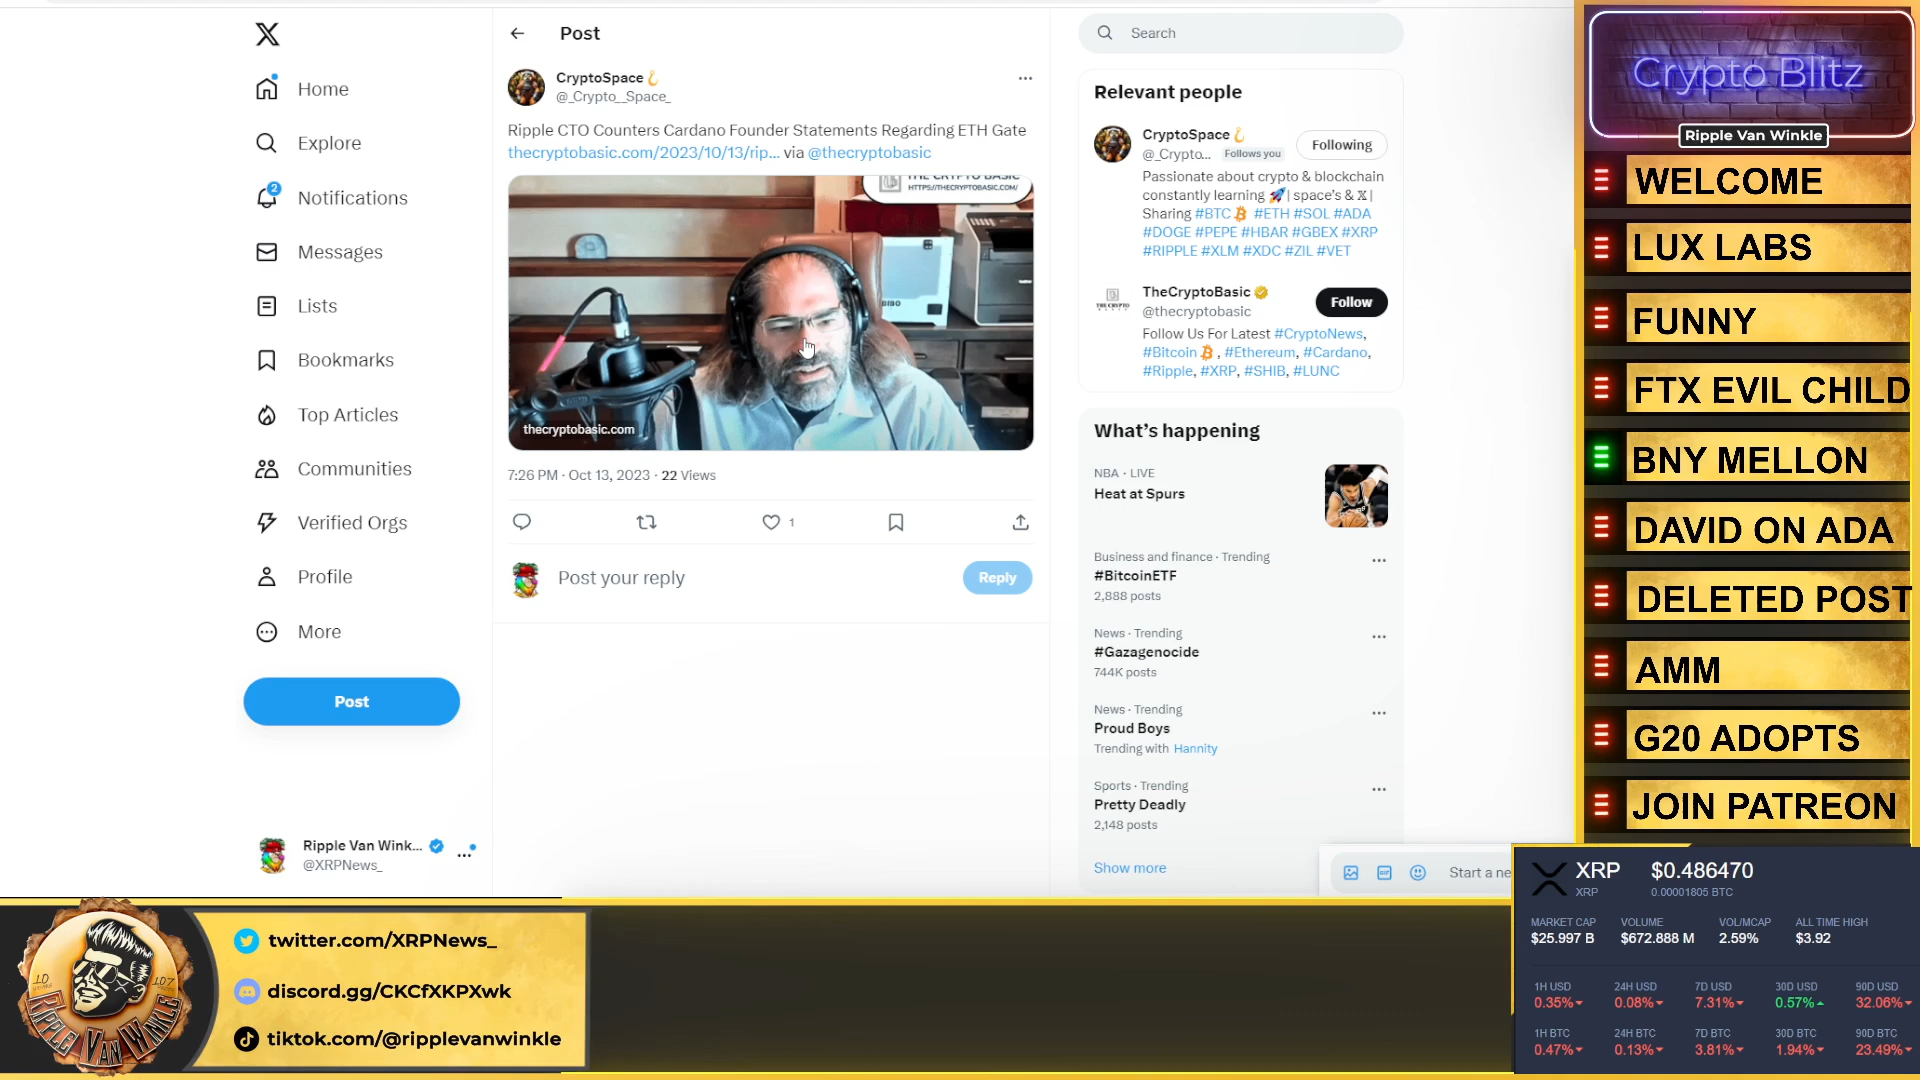 Home
Explore
2
Notifications
Messages
Lists
Bookmarks
Top Articles
Communities
Verified Orgs
Profile
More
Post
Ripple Van Wink...
@XRPNews_
Post
CryptoSpace
@_Crypto__Space_
Ripple CTO Counters Cardano Founder Statements Regarding ETH Gate
thecryptobasic.com/2023/10/13/rip... via @thecryptobasic
THE CRYPTO BASIC
HTTPS://THECRYPTOBASIC.COM/
thecryptobasic.com
7:26 PM · Oct 13, 2023 · 22 Views
1
Post your reply
Reply
Search
Relevant people
CryptoSpace
@_Crypto... Follows you
Following
Passionate about crypto & blockchain
constantly learning 🚀| space's & 𝕏 |
Sharing #BTC #ETH #SOL #ADA
#DOGE #PEPE #HBAR #GBEX #XRP
#RIPPLE #XLM #XDC #ZIL #VET
TheCryptoBasic
@thecryptobasic
Follow
Follow Us For Latest #CryptoNews,
#Bitcoin , #Ethereum, #Cardano,
#Ripple, #XRP, #SHIB, #LUNC
What's happening
NBA · LIVE
Heat at Spurs
Business and finance · Trending
#BitcoinETF
2,888 posts
News · Trending
#Gazagenocide
744K posts
News · Trending
Proud Boys
Trending with Hannity
Sports · Trending
Pretty Deadly
2,148 posts
Show more
Start a ne
Crypto Blitz
Ripple Van Winkle
WELCOME
LUX LABS
FUNNY
FTX EVIL CHILD
BNY MELLON
DAVID ON ADA
DELETED POST
AMM
G20 ADOPTS
JOIN PATREON
XRP $0.486470
XRP 0.00001805 BTC
MARKET CAP VOLUME VOL/MCAP ALL TIME HIGH
$25.997 B $672.888 M 2.59% $3.92
1H USD 24H USD 7D USD 30D USD 90D USD
0.35% 0.08% 7.31% 0.57% 32.06%
1H BTC 24H BTC 7D BTC 30D BTC 90D BTC
0.47% 0.13% 3.81% 1.94% 23.49%
RIPPLE VAN WINKLE
twitter.com/XRPNews_
discord.gg/CKCfXKPXwk
tiktok.com/@ripplevanwinkle